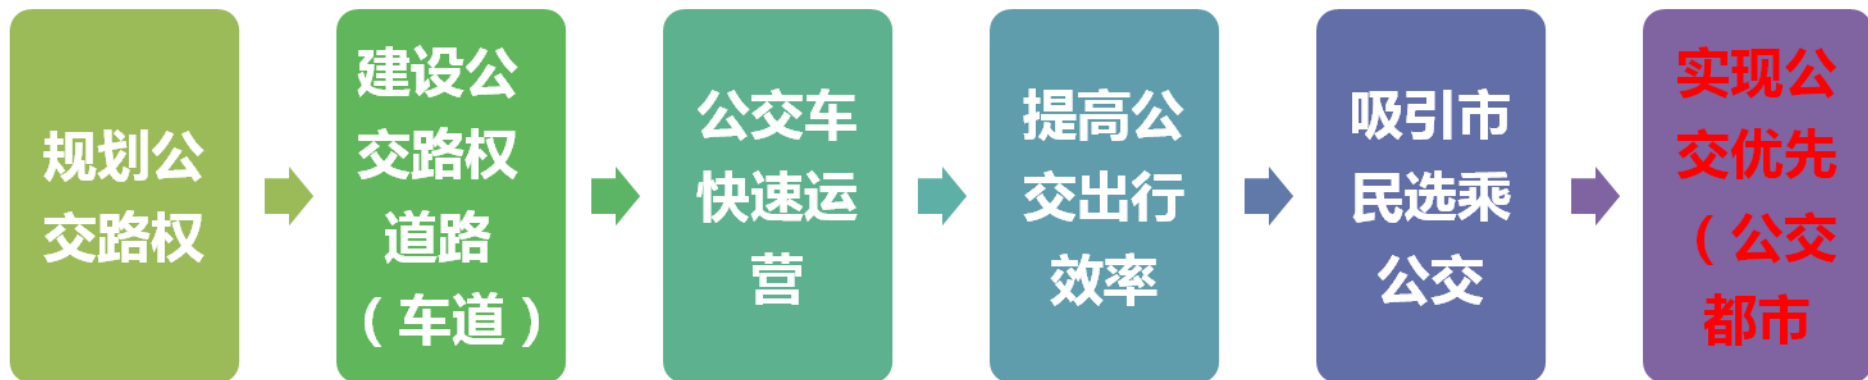 规划公
交路权
建设公
交路权
道路
（车道）
公交车
快速运
营
提高公
交出行
效率
吸引市
民选乘
公交
实现公
交优先
（公交
都市